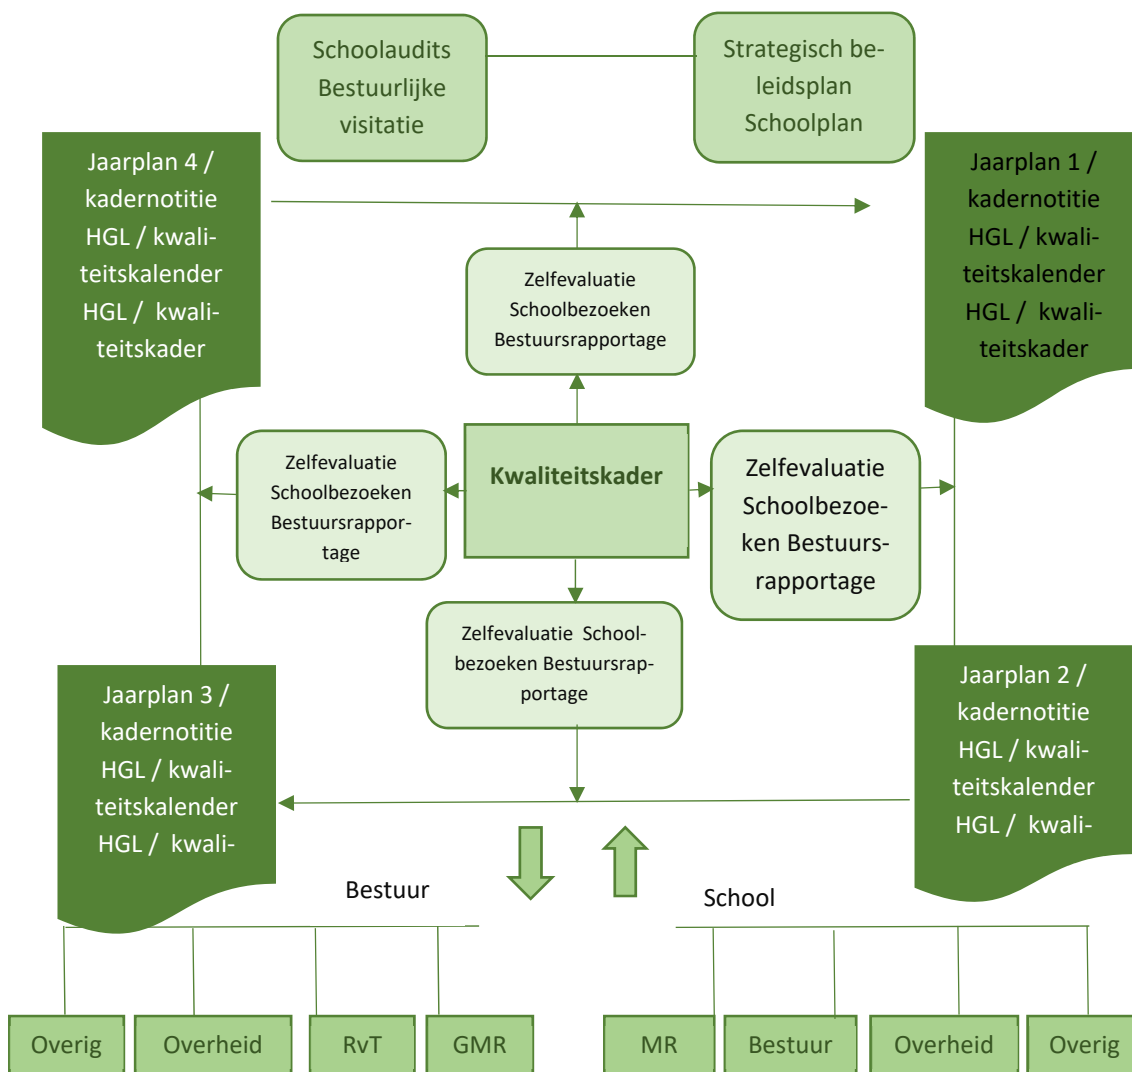 Schoolaudits
Bestuurlijke
visitatie
Strategisch be-
leidsplan
Schoolplan
Jaarplan 4 /
kadernotitie
HGL / kwali-
teitskalender
HGL /  kwali-
teitskader
Jaarplan 1 /
kadernotitie
HGL / kwali-
teitskalender
HGL /  kwali-
teitskader
Zelfevaluatie
Schoolbezoeken
Bestuursrapportage
Zelfevaluatie
Schoolbezoeken
Bestuursrappor-
tage
Kwaliteitskader
Zelfevaluatie
Schoolbezoe-
ken Bestuurs-
rapportage
Zelfevaluatie  School-
bezoeken Bestuursrap-
portage
Jaarplan 3 /
kadernotitie
HGL / kwali-
teitskalender
HGL /  kwali-
Jaarplan 2 /
kadernotitie
HGL / kwali-
teitskalender
HGL /  kwali-
Bestuur
School
Overig
Overheid
RvT
GMR
MR
Bestuur
Overheid
Overig